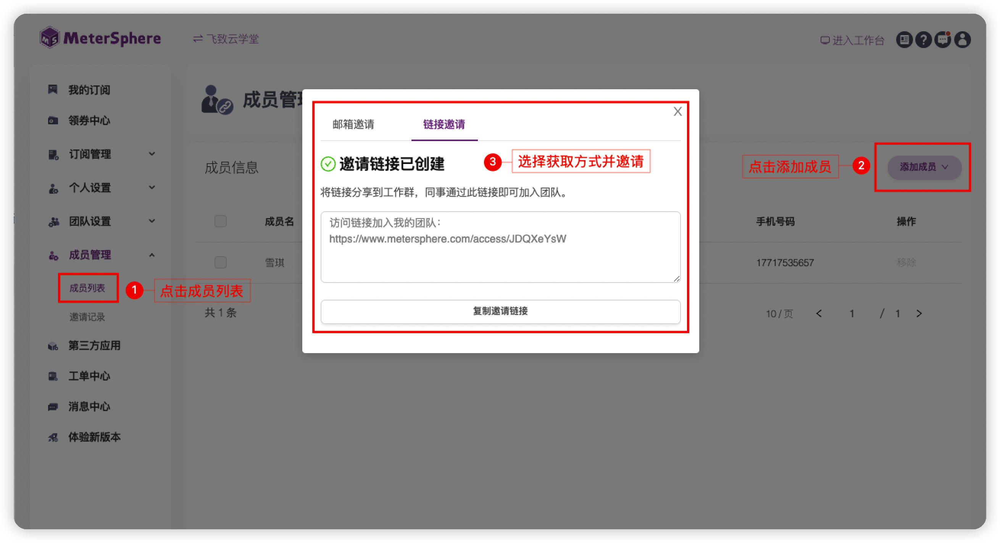 MeterSphere
飞致云学堂
进入工作台
我的订阅
领券中心
订阅管理
个人设置
团队设置
成员管理
成员列表
1 点击成员列表
邀请记录
第三方应用
工单中心
消息中心
体验新版本
成员管
成员信息
点击添加成员 2
添加成员
成员名
手机号码
操作
雪琪
17717535657
移除
共 1 条
10 / 页
1 / 1
X
邮箱邀请
链接邀请
邀请链接已创建
3 选择获取方式并邀请
将链接分享到工作群，同事通过此链接即可加入团队。
访问链接加入我的团队：
https://www.metersphere.com/access/JDQXeYsW
复制邀请链接